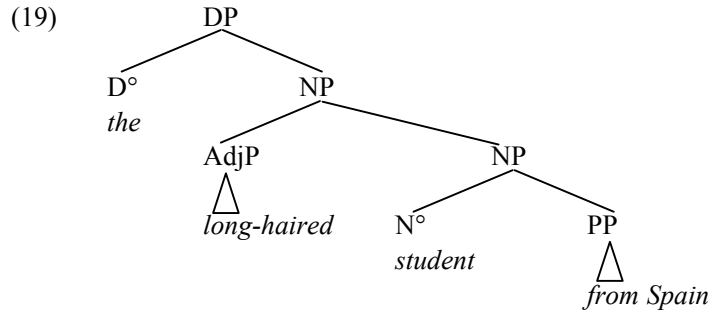 (19) DP
D° NP
the
AdjP NP
long-haired N° PP
student
from Spain